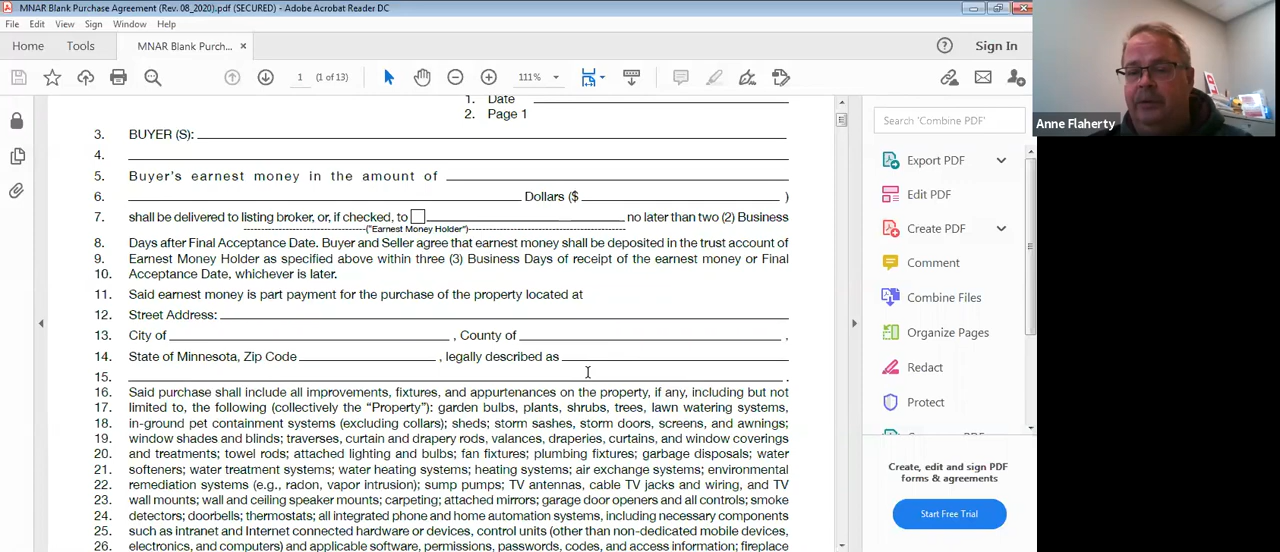 MNAR Blank Purchase Agreement (Rev. 08_2020).pdf (SECURED) - Adobe Acrobat Reader DC
File Edit View Sign Window Help
Home Tools MNAR Blank Purch... × Sign In
1 (1 of 13) 111%
1. Date
2. Page 1
3. BUYER (S):
4.
5. Buyer's earnest money in the amount of
6. Dollars ($ )
7. shall be delivered to listing broker, or, if checked, to no later than two (2) Business
("Earnest Money Holder")
8. Days after Final Acceptance Date. Buyer and Seller agree that earnest money shall be deposited in the trust account of
9. Earnest Money Holder as specified above within three (3) Business Days of receipt of the earnest money or Final
10. Acceptance Date, whichever is later.
11. Said earnest money is part payment for the purchase of the property located at
12. Street Address:
13. City of , County of ,
14. State of Minnesota, Zip Code , legally described as
15. .
16. Said purchase shall include all improvements, fixtures, and appurtenances on the property, if any, including but not
17. limited to, the following (collectively the "Property"): garden bulbs, plants, shrubs, trees, lawn watering systems,
18. in-ground pet containment systems (excluding collars); sheds; storm sashes, storm doors, screens, and awnings;
19. window shades and blinds; traverses, curtain and drapery rods, valances, draperies, curtains, and window coverings
20. and treatments; towel rods; attached lighting and bulbs; fan fixtures; plumbing fixtures; garbage disposals; water
21. softeners; water treatment systems; water heating systems; heating systems; air exchange systems; environmental
22. remediation systems (e.g., radon, vapor intrusion); sump pumps; TV antennas, cable TV jacks and wiring, and TV
23. wall mounts; wall and ceiling speaker mounts; carpeting; attached mirrors; garage door openers and all controls; smoke
24. detectors; doorbells; thermostats; all integrated phone and home automation systems, including necessary components
25. such as intranet and Internet connected hardware or devices, control units (other than non-dedicated mobile devices,
26. electronics, and computers) and applicable software, permissions, passwords, codes, and access information; fireplace
Search 'Combine PDF'
Export PDF
Edit PDF
Create PDF
Comment
Combine Files
Organize Pages
Redact
Protect
Create, edit and sign PDF
forms & agreements
Start Free Trial
Anne Flaherty